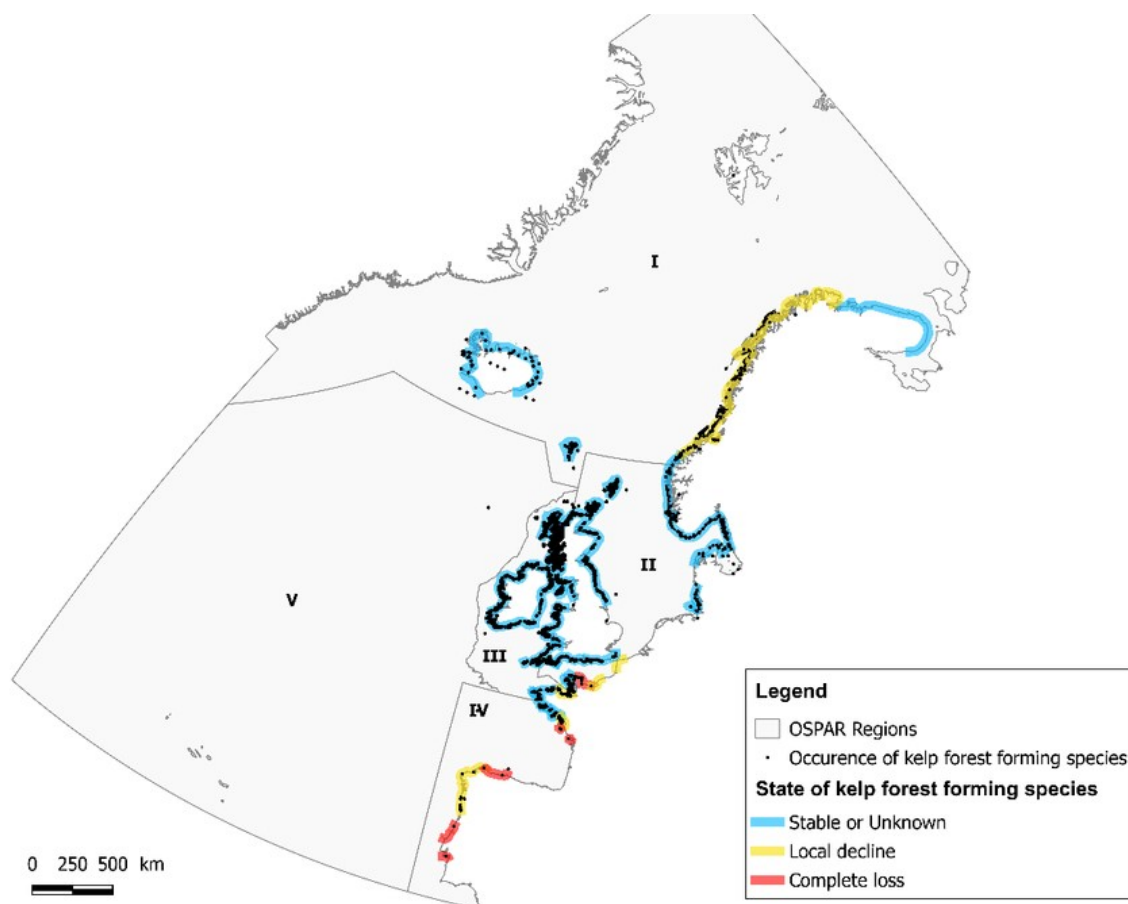 I
II
V
III
IV
0 250 500 km
Legend
OSPAR Regions
Occurence of kelp forest forming species
State of kelp forest forming species
Stable or Unknown
Local decline
Complete loss